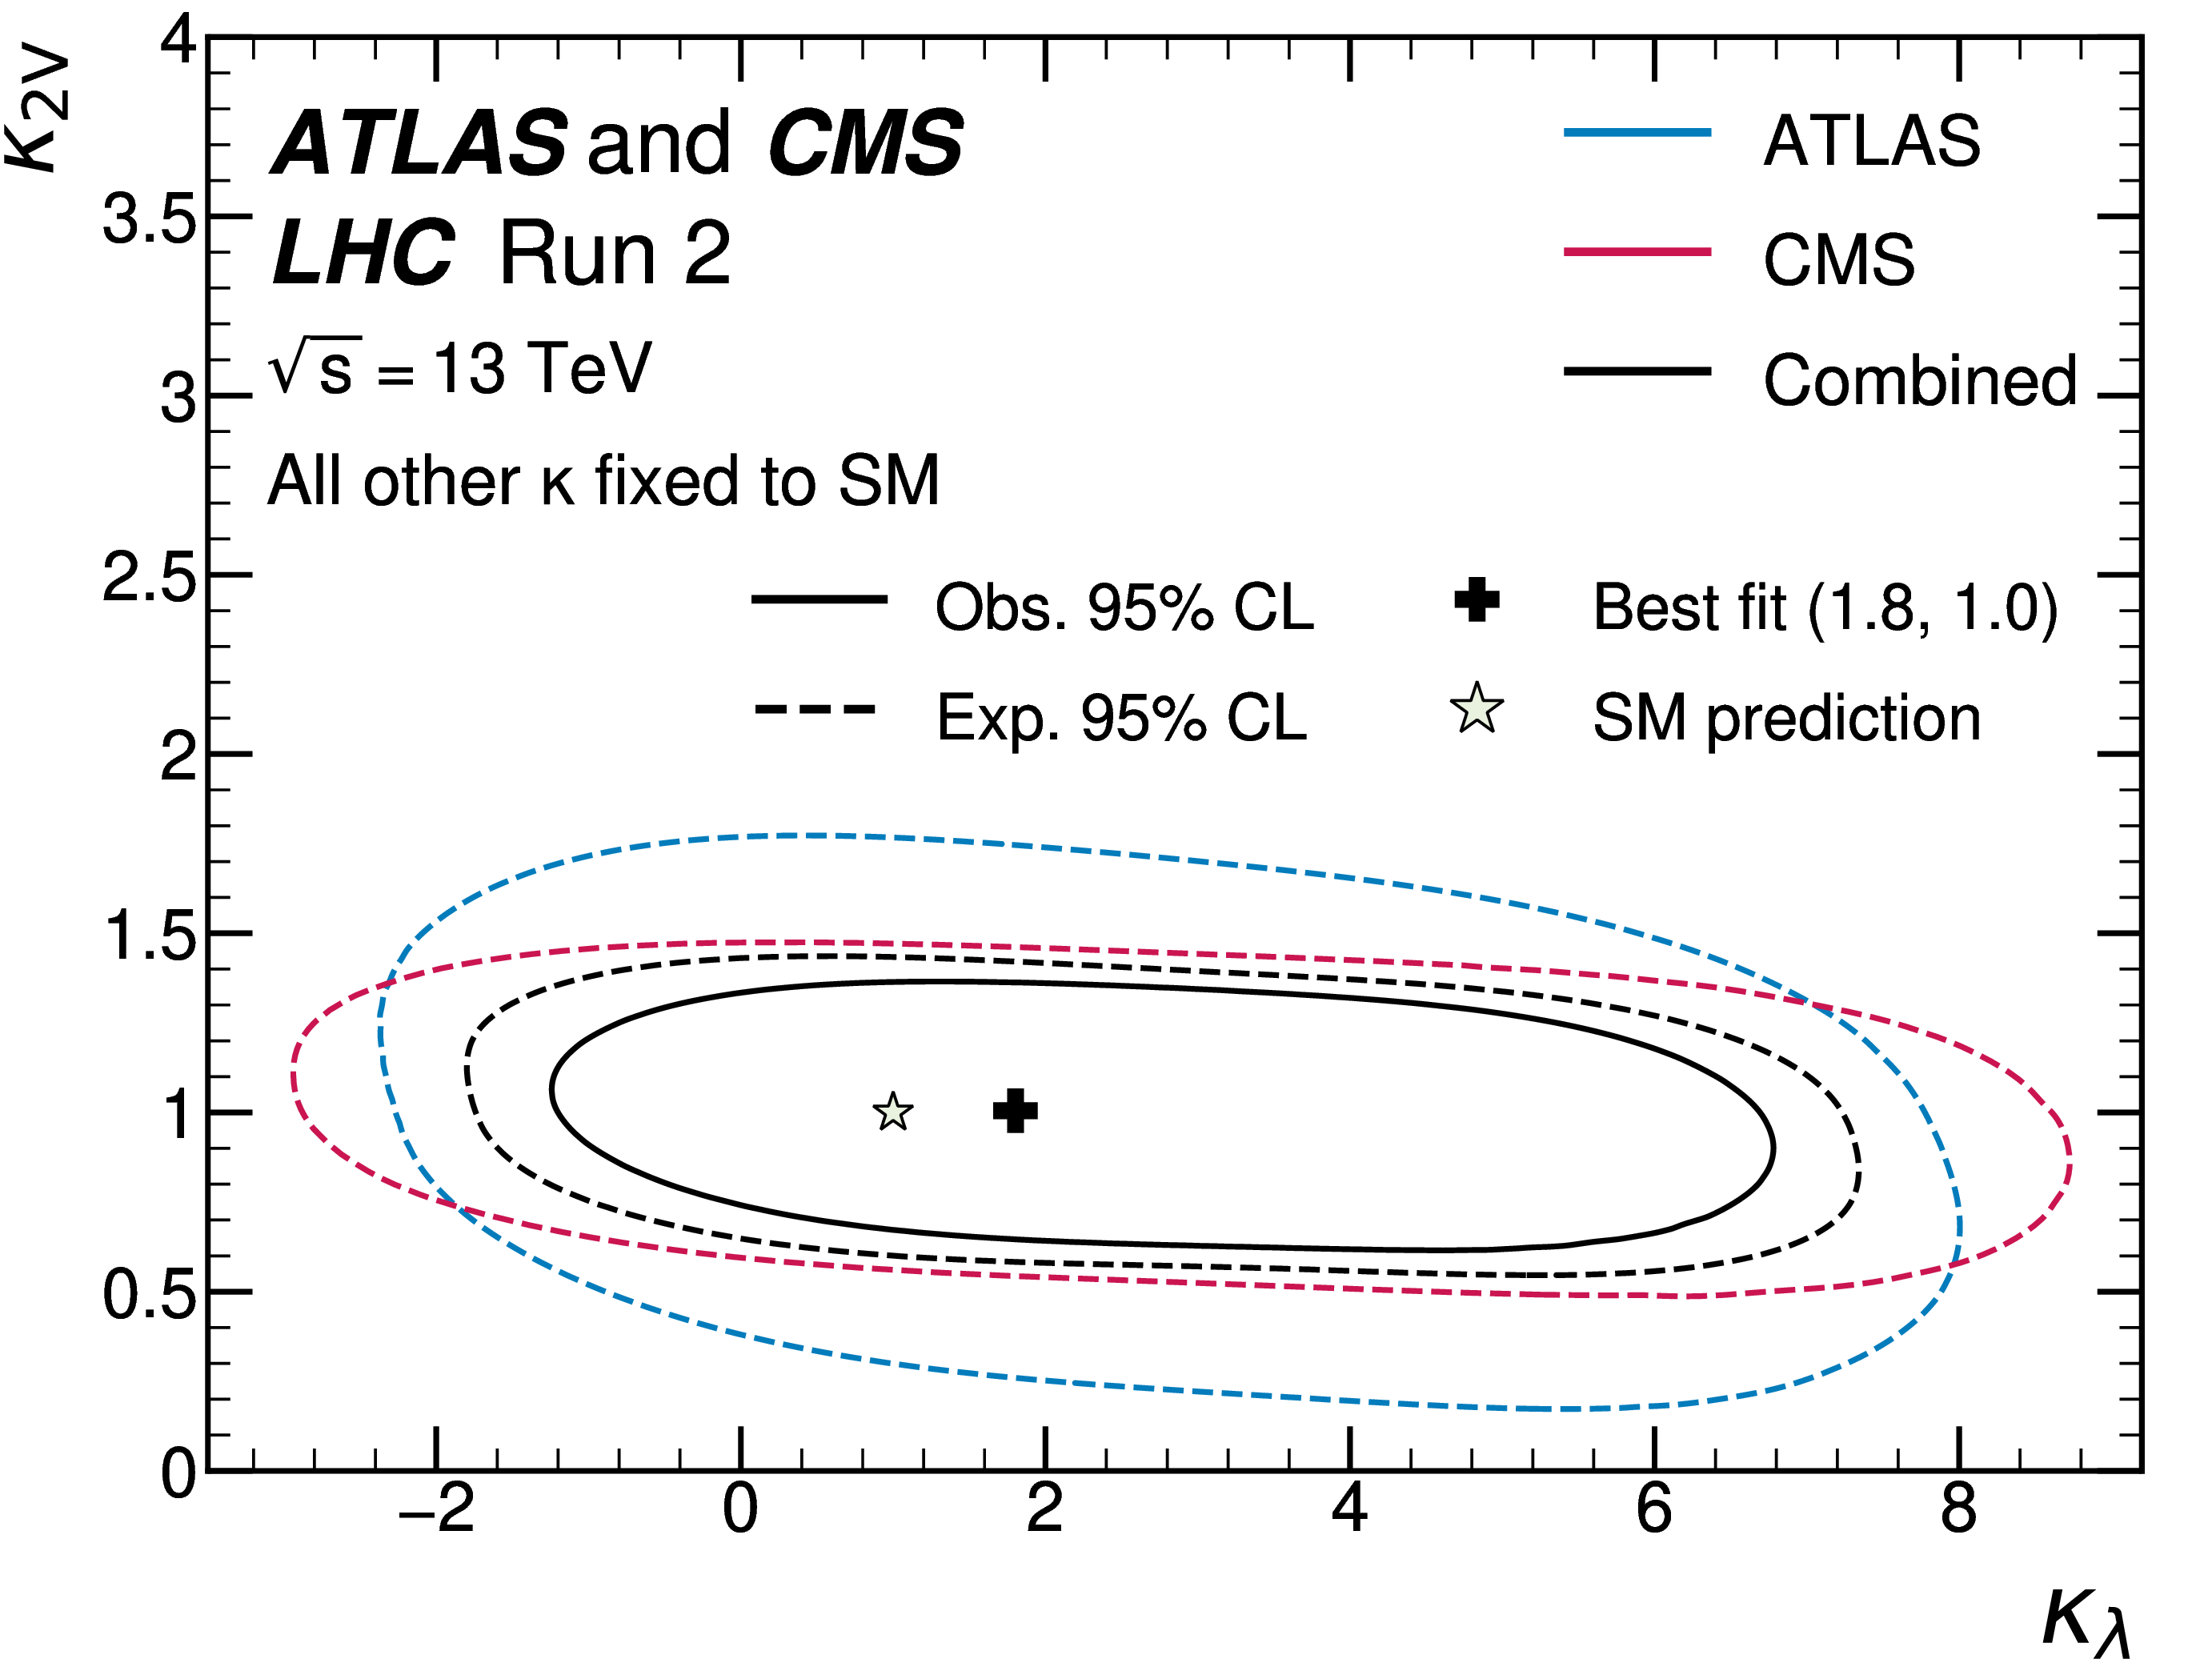 κ2V
4
3.5
3
2.5
2
1.5
1
0.5
0
ATLAS and CMS
LHC Run 2
√s = 13 TeV
All other κ fixed to SM
ATLAS
CMS
Combined
Obs. 95% CL
Exp. 95% CL
Best fit (1.8, 1.0)
SM prediction
−2 0 2 4 6 8
κλ